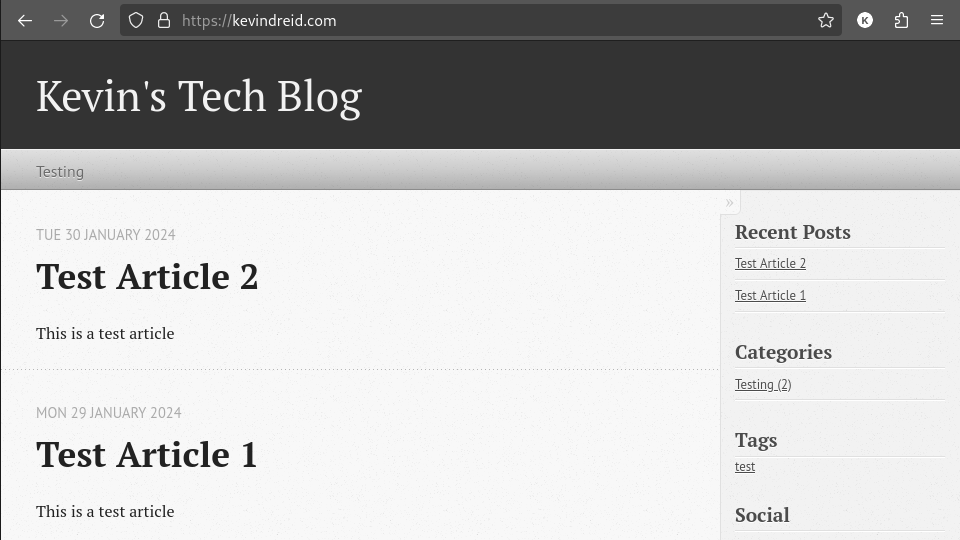 https://kevindreid.com
K
Kevin's Tech Blog
Testing
»
TUE 30 JANUARY 2024
Test Article 2
This is a test article
MON 29 JANUARY 2024
Test Article 1
This is a test article
Recent Posts
Test Article 2
Test Article 1
Categories
Testing (2)
Tags
test
Social